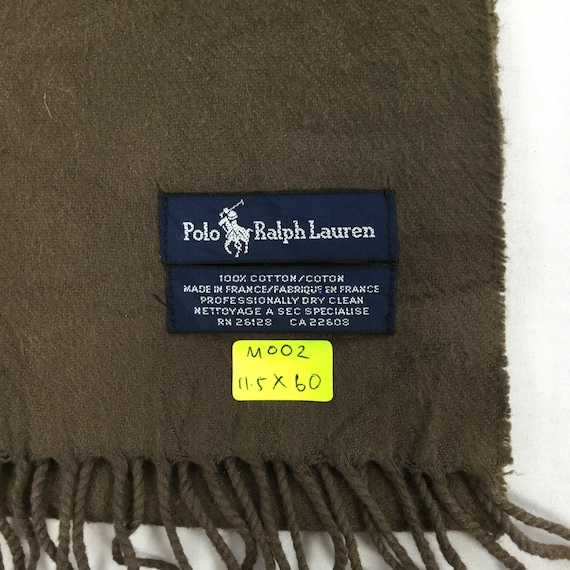 Polo Ralph Lauren
100% COTTON/COTON
MADE IN FRANCE/FABRIQUE EN FRANCE
PROFESSIONALLY DRY CLEAN
NETTOYAGE A SEC SPECIALISE
RN 26128 CA 22608
M002
11.5 X 60